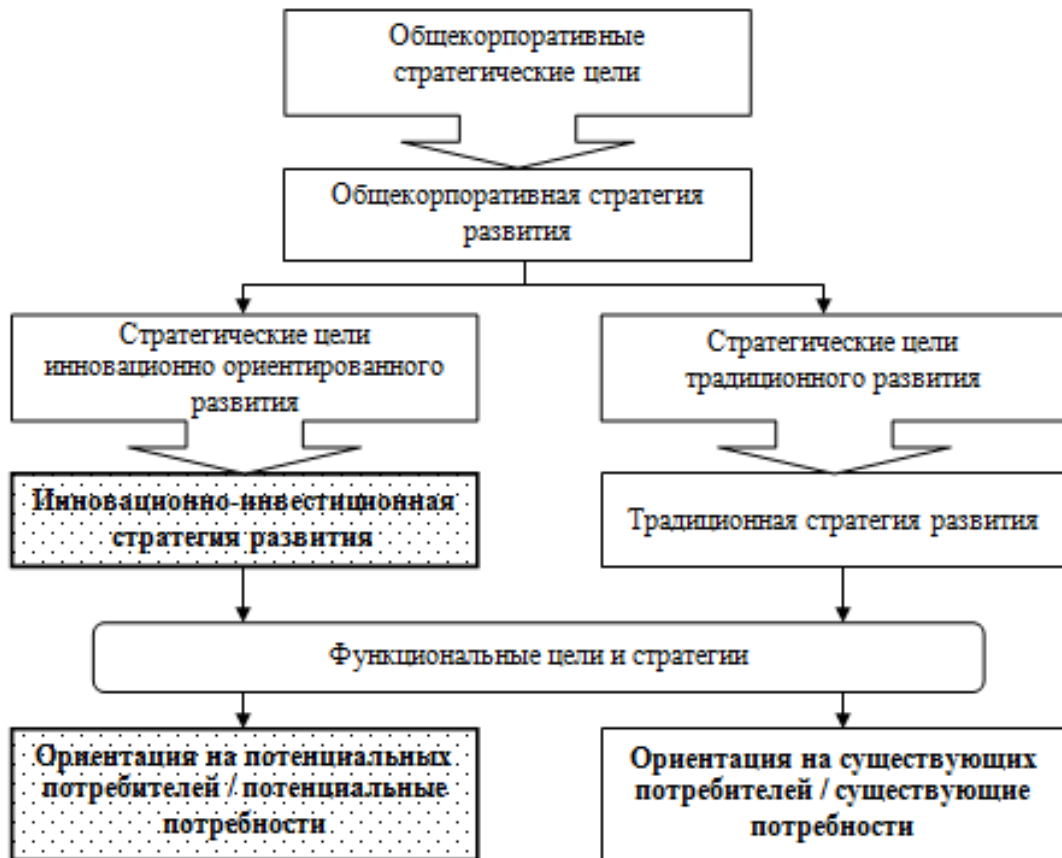 Общекорпоративные
стратегические цели
Общекорпоративная стратегия
развития
Стратегические цели
инновационно ориентированного
развития
Стратегические цели
традиционного развития
Инновационно-инвестиционная
стратегия развития
Традиционная стратегия развития
Функциональные цели и стратегии
Ориентация на потенциальных
потребителей / потенциальные
потребности
Ориентация на существующих
потребителей / существующие
потребности